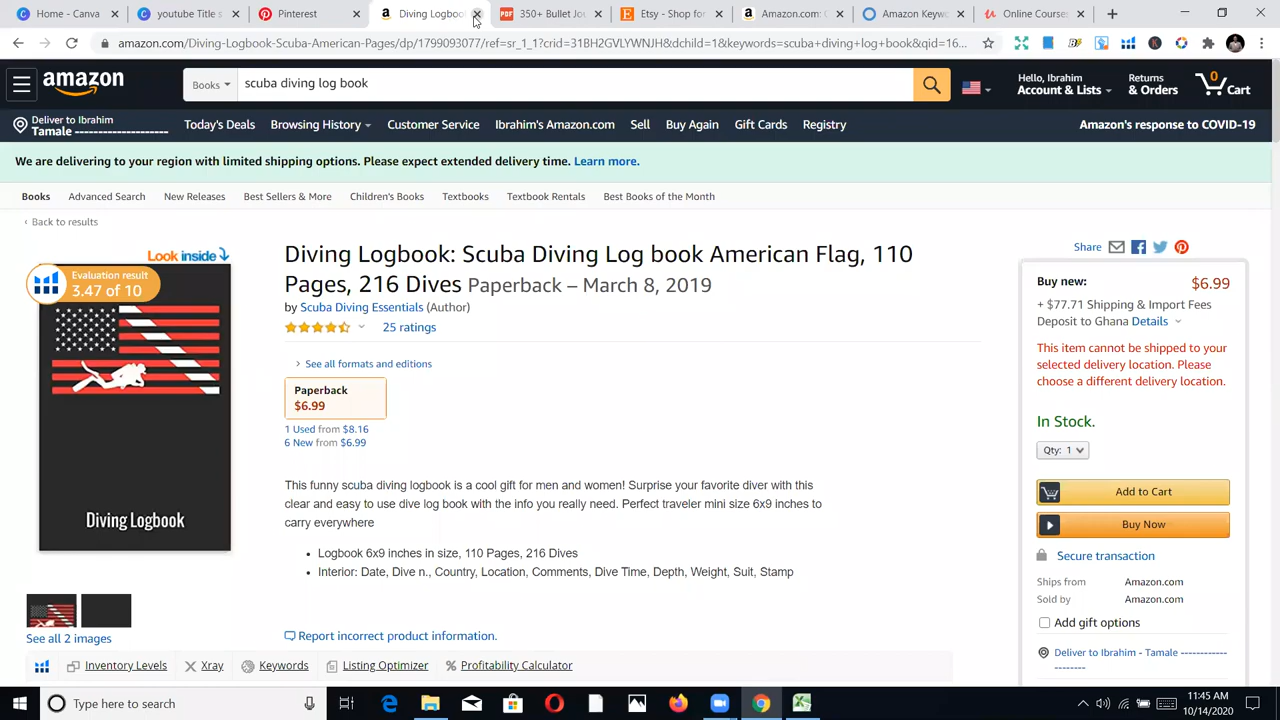 Home - Canva
youtube Title s
Pinterest
Diving Logbook
350+ Bullet Jou
Etsy - Shop for
Amazon.com: C
Amazon Keyw
Online Courses
amazon.com/Diving-Logbook-Scuba-American-Pages/dp/1799093077/ref=sr_1_1?crid=31BH2GVLYWNJH&dchild=1&keywords=scuba+diving+log+book&qid=16...
amazon
Books
scuba diving log book
Hello, Ibrahim
Account & Lists
Returns
& Orders
0
Cart
Deliver to Ibrahim
Tamale ---------------------
Today's Deals
Browsing History
Customer Service
Ibrahim's Amazon.com
Sell
Buy Again
Gift Cards
Registry
Amazon's response to COVID-19
We are delivering to your region with limited shipping options. Please expect extended delivery time. Learn more.
Books
Advanced Search
New Releases
Best Sellers & More
Children's Books
Textbooks
Textbook Rentals
Best Books of the Month
‹ Back to results
Look inside
Evaluation result
3.47 of 10
Diving Logbook
See all 2 images
Diving Logbook: Scuba Diving Log book American Flag, 110
Pages, 216 Dives Paperback – March 8, 2019
by Scuba Diving Essentials (Author)
25 ratings
› See all formats and editions
Paperback
$6.99
1 Used from $8.16
6 New from $6.99
This funny scuba diving logbook is a cool gift for men and women! Surprise your favorite diver with this
clear and easy to use dive log book with the info you really need. Perfect traveler mini size 6x9 inches to
carry everywhere
• Logbook 6x9 inches in size, 110 Pages, 216 Dives
• Interior: Date, Dive n., Country, Location, Comments, Dive Time, Depth, Weight, Suit, Stamp
Report incorrect product information.
Inventory Levels
Xray
Keywords
Listing Optimizer
Profitability Calculator
Share
Buy new:
$6.99
+ $77.71 Shipping & Import Fees
Deposit to Ghana Details
This item cannot be shipped to your
selected delivery location. Please
choose a different delivery location.
In Stock.
Qty: 1
Add to Cart
Buy Now
Secure transaction
Ships from Amazon.com
Sold by Amazon.com
Add gift options
Deliver to Ibrahim - Tamale ------------
--------
Type here to search
11:45 AM
10/14/2020